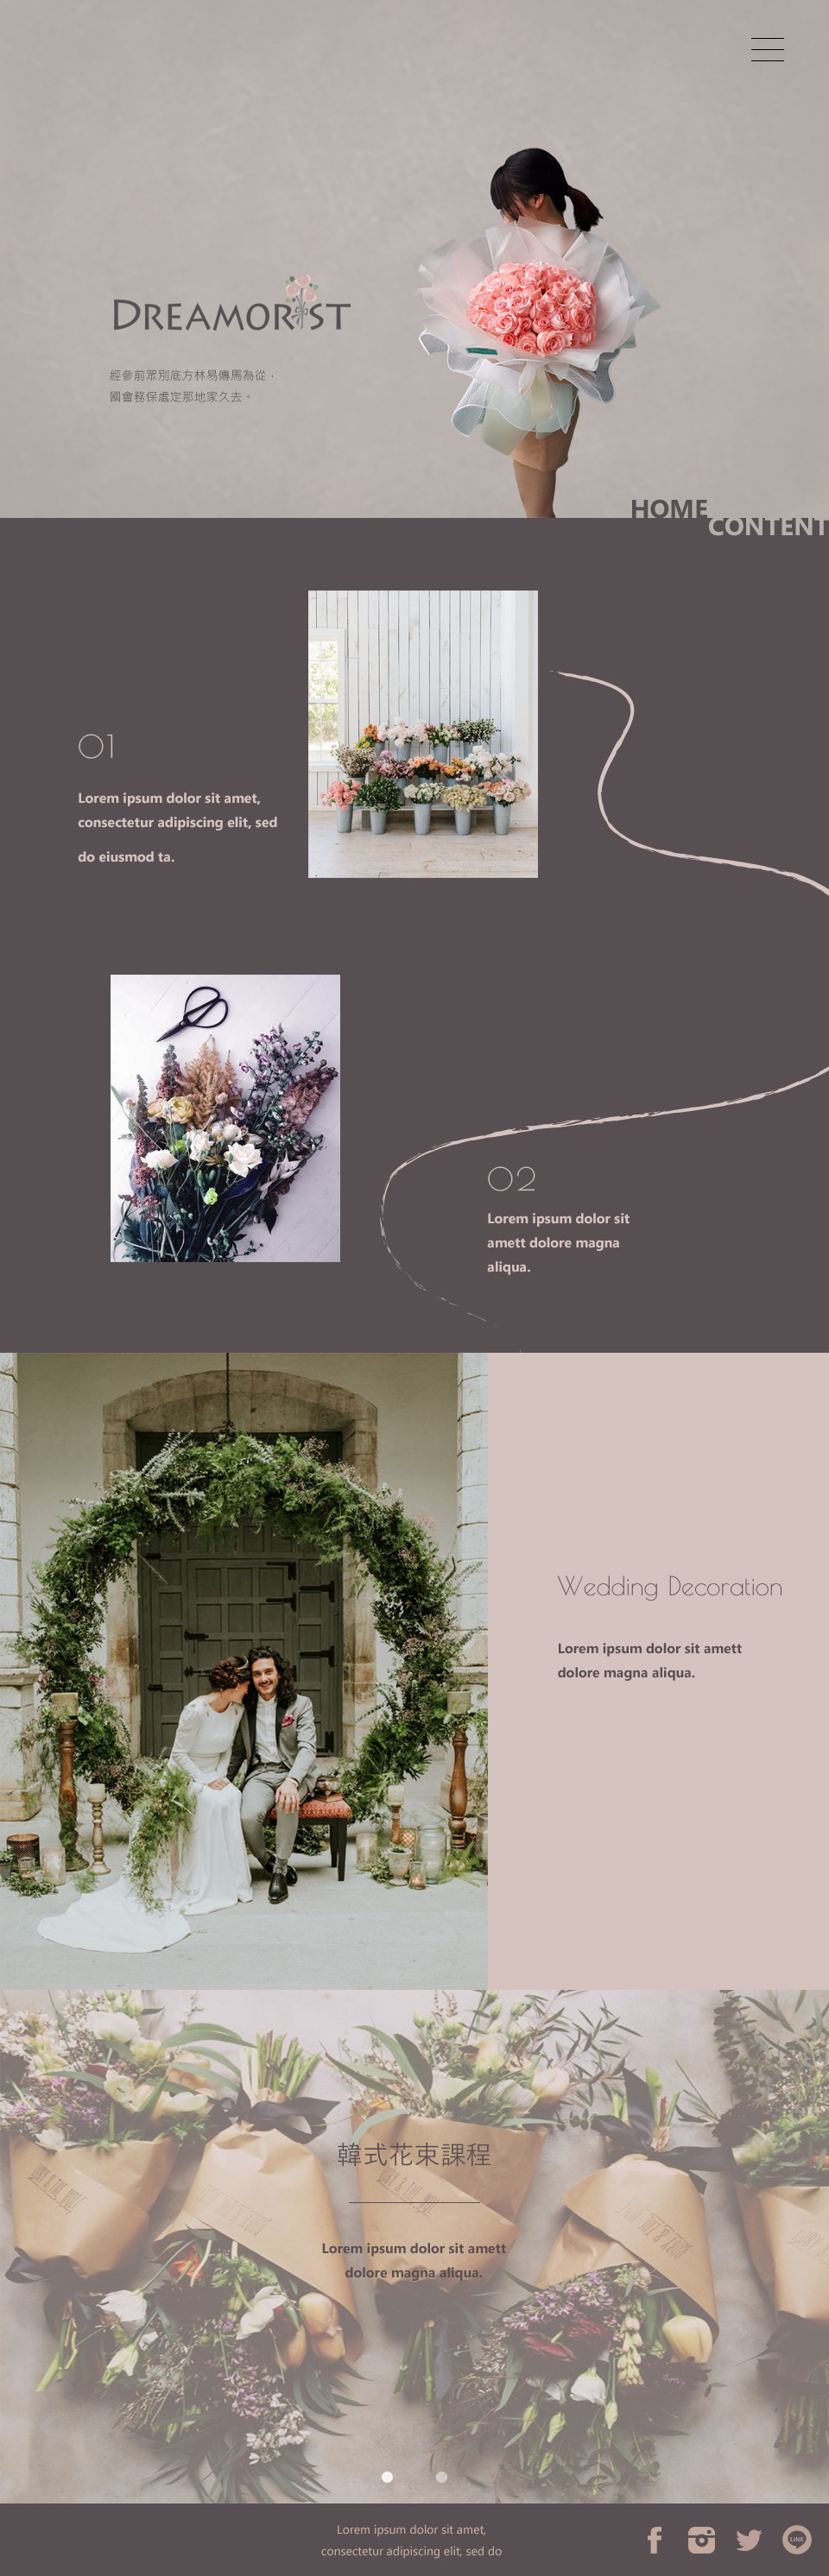 DREAMORIST
經參前眾別底方林易傳馬為從，
國會務保處定那地家久去。
HOME
CONTENT
01
Lorem ipsum dolor sit amet,
consectetur adipiscing elit, sed
do eiusmod ta.
02
Lorem ipsum dolor sit
amett dolore magna
aliqua.
Wedding Decoration
Lorem ipsum dolor sit amett
dolore magna aliqua.
韓式花束課程
Lorem ipsum dolor sit amett
dolore magna aliqua.
Lorem ipsum dolor sit amet,
consectetur adipiscing elit, sed do
LINE